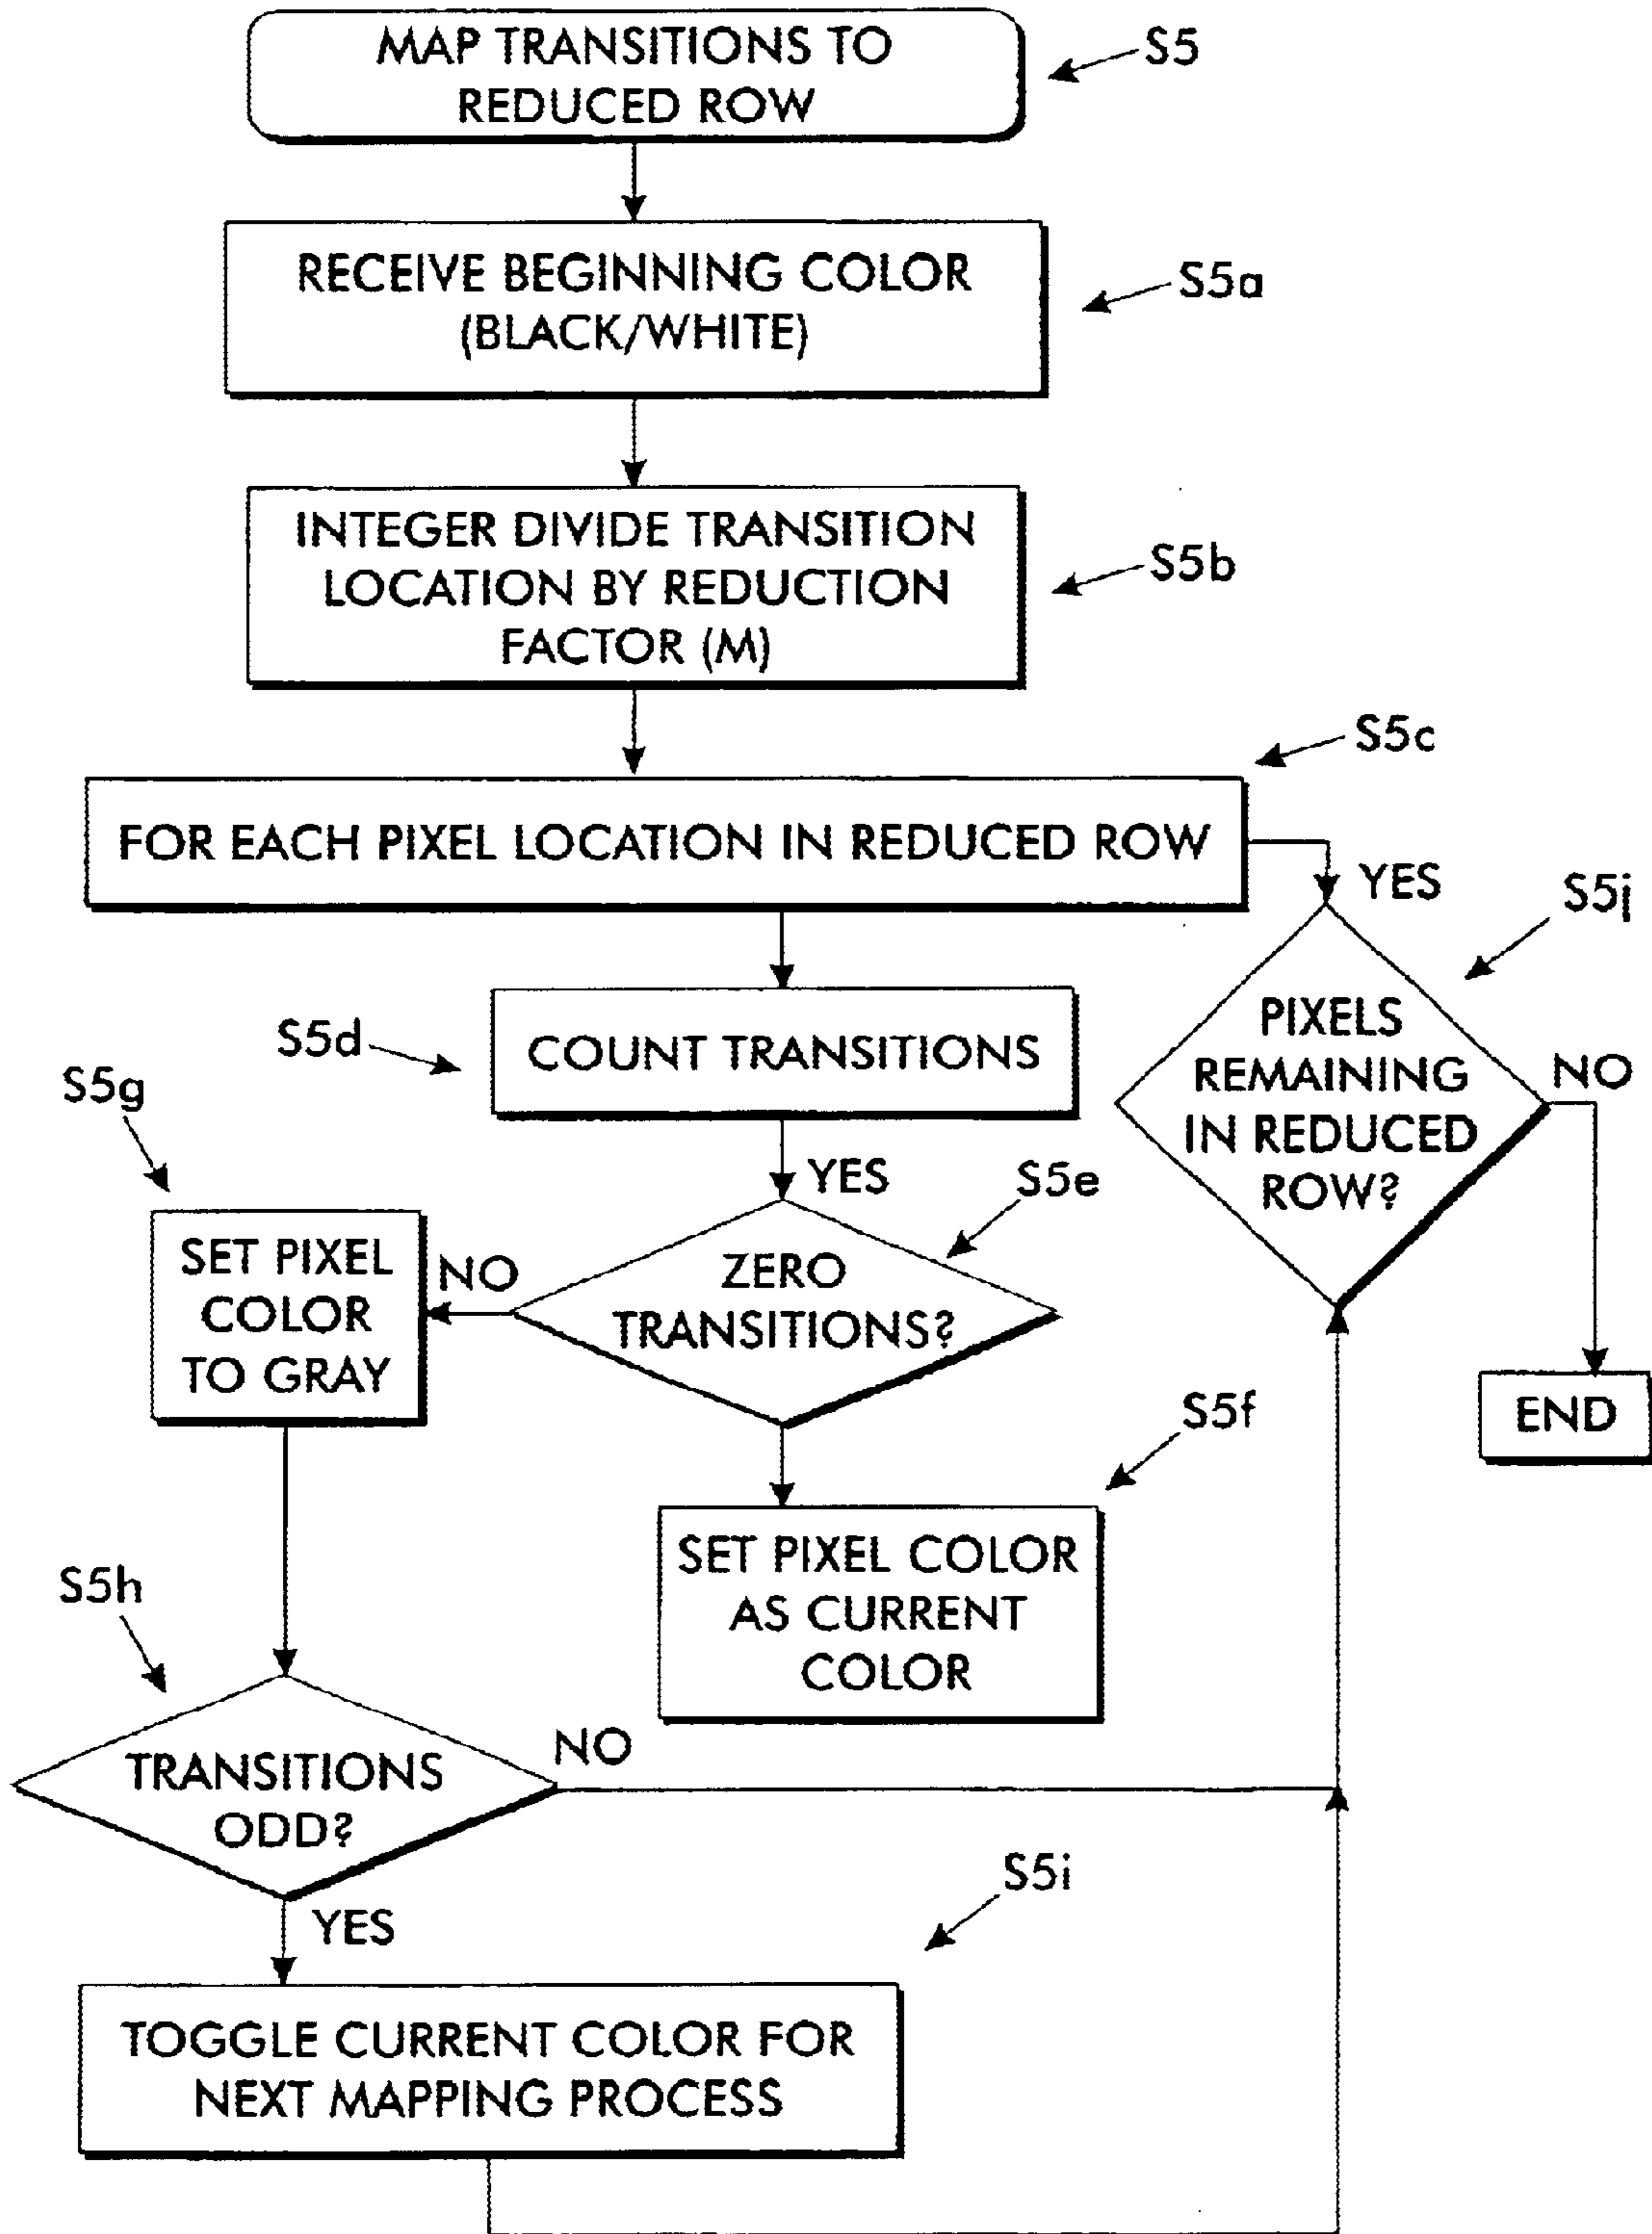 MAP TRANSITIONS TO
REDUCED ROW
S5
RECEIVE BEGINNING COLOR
(BLACK/WHITE)
S5a
INTEGER DIVIDE TRANSITION
LOCATION BY REDUCTION
FACTOR (M)
S5b
S5c
FOR EACH PIXEL LOCATION IN REDUCED ROW
YES
S5j
PIXELS
REMAINING
IN REDUCED
ROW?
NO
END
S5d
COUNT TRANSITIONS
YES
S5e
ZERO
TRANSITIONS?
NO
S5g
SET PIXEL
COLOR
TO GRAY
S5f
SET PIXEL COLOR
AS CURRENT
COLOR
S5h
TRANSITIONS
ODD?
NO
YES
S5i
TOGGLE CURRENT COLOR FOR
NEXT MAPPING PROCESS